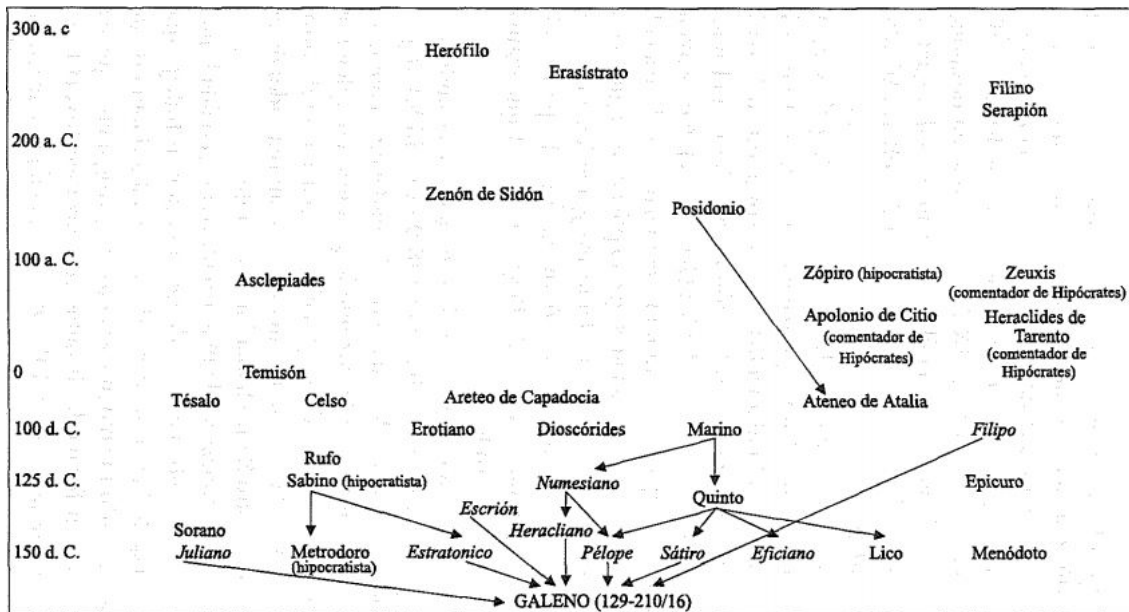 300 a. c
Herófilo
Erasístrato
Filino
Serapión
200 a. C.
Zenón de Sidón
Posidonio
100 a. C.
Asclepiades
Zópiro (hipocratista)
Zeuxis
(comentador de Hipócrates)
Apolonio de Citio
(comentador de
Hipócrates)
Heraclides de
Tarento
(comentador de
Hipócrates)
0
Temisón
Tésalo
Celso
Areteo de Capadocia
Ateneo de Atalia
100 d. C.
Erotiano
Dioscórides
Marino
Filipo
Rufo
125 d. C.
Sabino (hipocratista)
Numesiano
Epicuro
Quinto
Escrión
Sorano
Heracliano
150 d. C.
Juliano
Metrodoro
(hipocratista)
Estratonico
Pélope
Sátiro
Eficiano
Lico
Menódoto
GALENO (129-210/16)